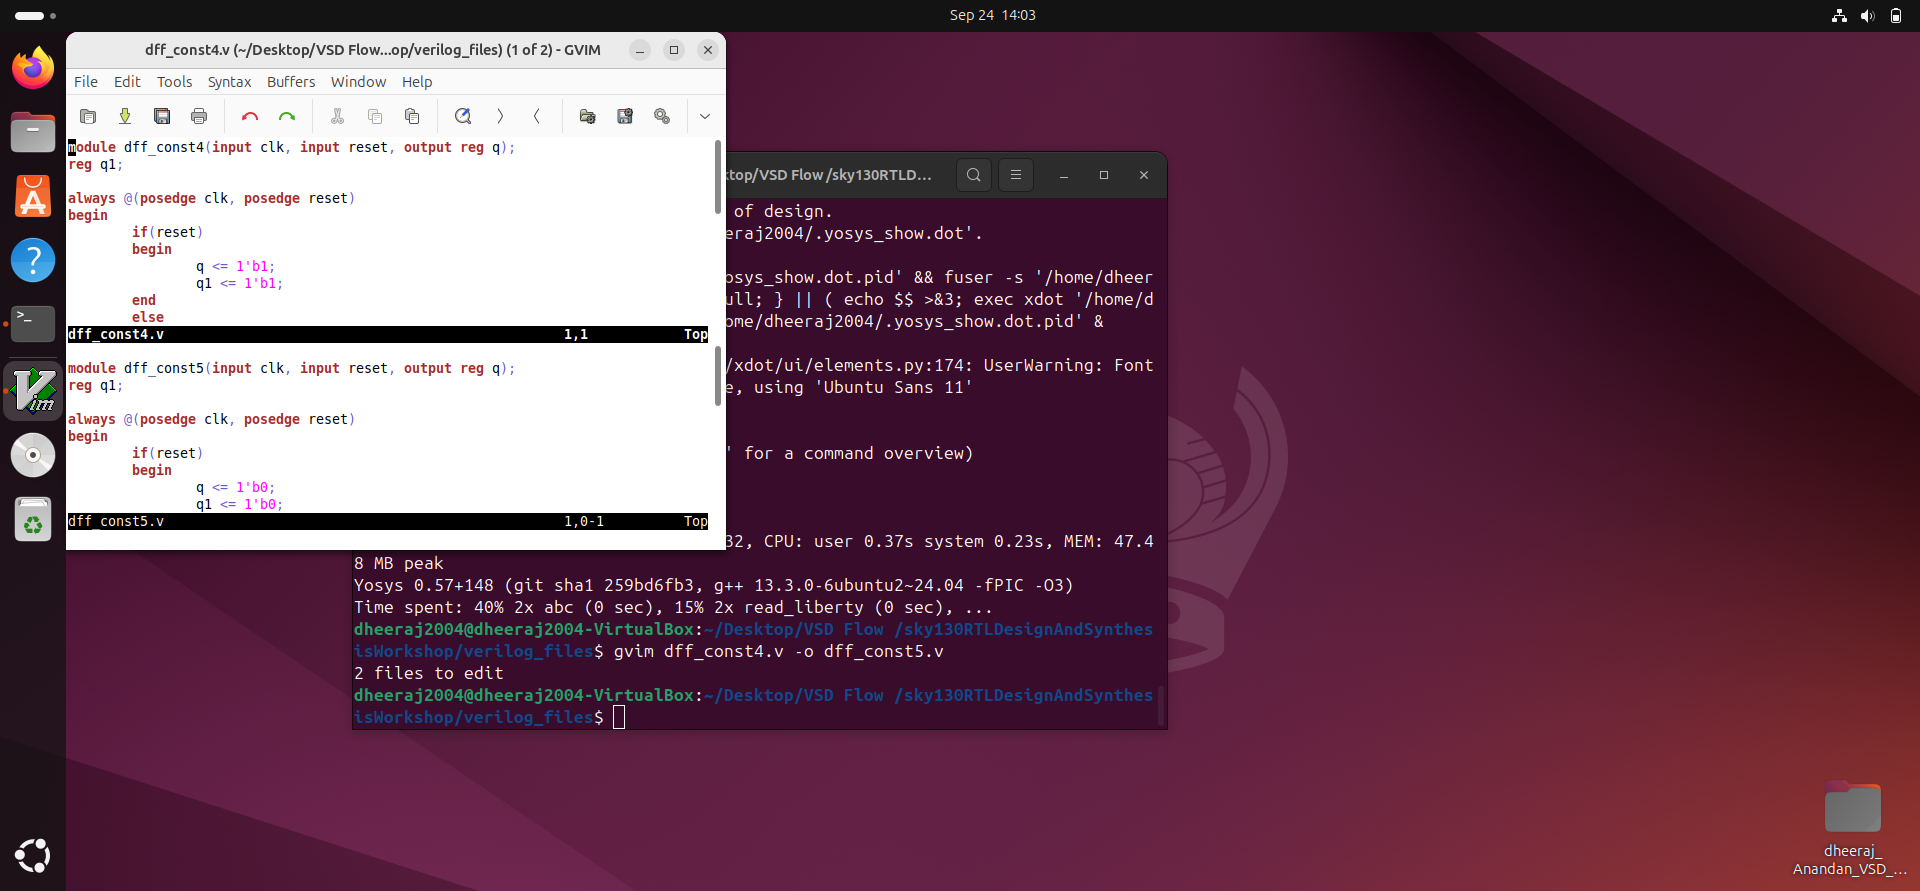 Sep 24 14:03
dff_const4.v (~/Desktop/VSD Flow...op/verilog_files) (1 of 2) - GVIM
File Edit Tools Syntax Buffers Window Help
module dff_const4(input clk, input reset, output reg q);
reg q1;
always @(posedge clk, posedge reset)
begin
if(reset)
begin
q <= 1'b1;
q1 <= 1'b1;
end
else
dff_const4.v 1,1 Top
module dff_const5(input clk, input reset, output reg q);
reg q1;
always @(posedge clk, posedge reset)
begin
if(reset)
begin
q <= 1'b0;
q1 <= 1'b0;
dff_const5.v 1,0-1 Top
top/VSD Flow /sky130RTLD...
of design.
eraj2004/.yosys_show.dot'.
osys_show.dot.pid' && fuser -s '/home/dheer
ull; } || ( echo $$ >&3; exec xdot '/home/d
ome/dheeraj2004/.yosys_show.dot.pid' &
/xdot/ui/elements.py:174: UserWarning: Font
e, using 'Ubuntu Sans 11'
' for a command overview)
32, CPU: user 0.37s system 0.23s, MEM: 47.4
8 MB peak
Yosys 0.57+148 (git sha1 259bd6fb3, g++ 13.3.0-6ubuntu2~24.04 -fPIC -O3)
Time spent: 40% 2x abc (0 sec), 15% 2x read_liberty (0 sec), ...
dheeraj2004@dheeraj2004-VirtualBox:~/Desktop/VSD Flow /sky130RTLDesignAndSynthes
isWorkshop/verilog_files$ gvim dff_const4.v -o dff_const5.v
2 files to edit
dheeraj2004@dheeraj2004-VirtualBox:~/Desktop/VSD Flow /sky130RTLDesignAndSynthes
isWorkshop/verilog_files$
dheeraj_
Anandan_VSD_...